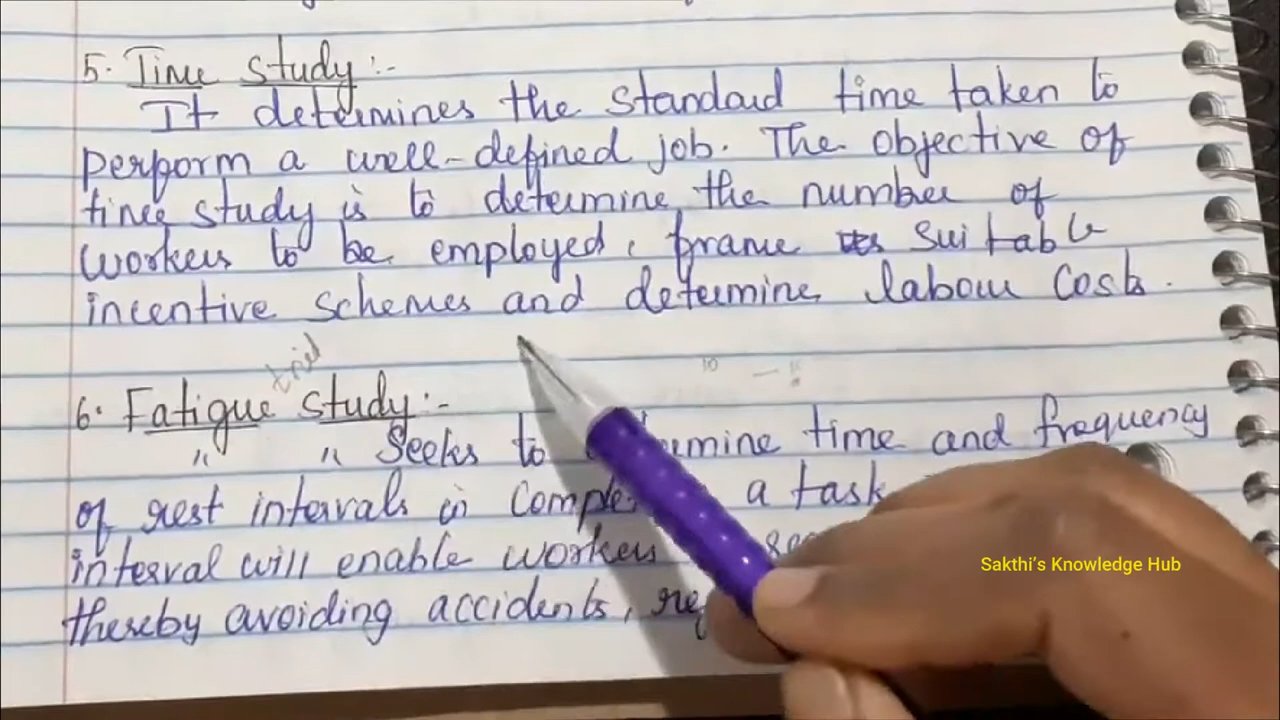 5. Time Study :-
It determines the standard time taken to
perform a well-defined job. The objective of
time study is to determine the number of
workers to be employed, frame suitable
incentive schemes and determine labour costs.
tried
6. Fatigue Study :-
" " Seeks to time and frequency
of rest intervals in a task
interval will enable workers
thereby avoiding accidents,
Sakthi's Knowledge Hub